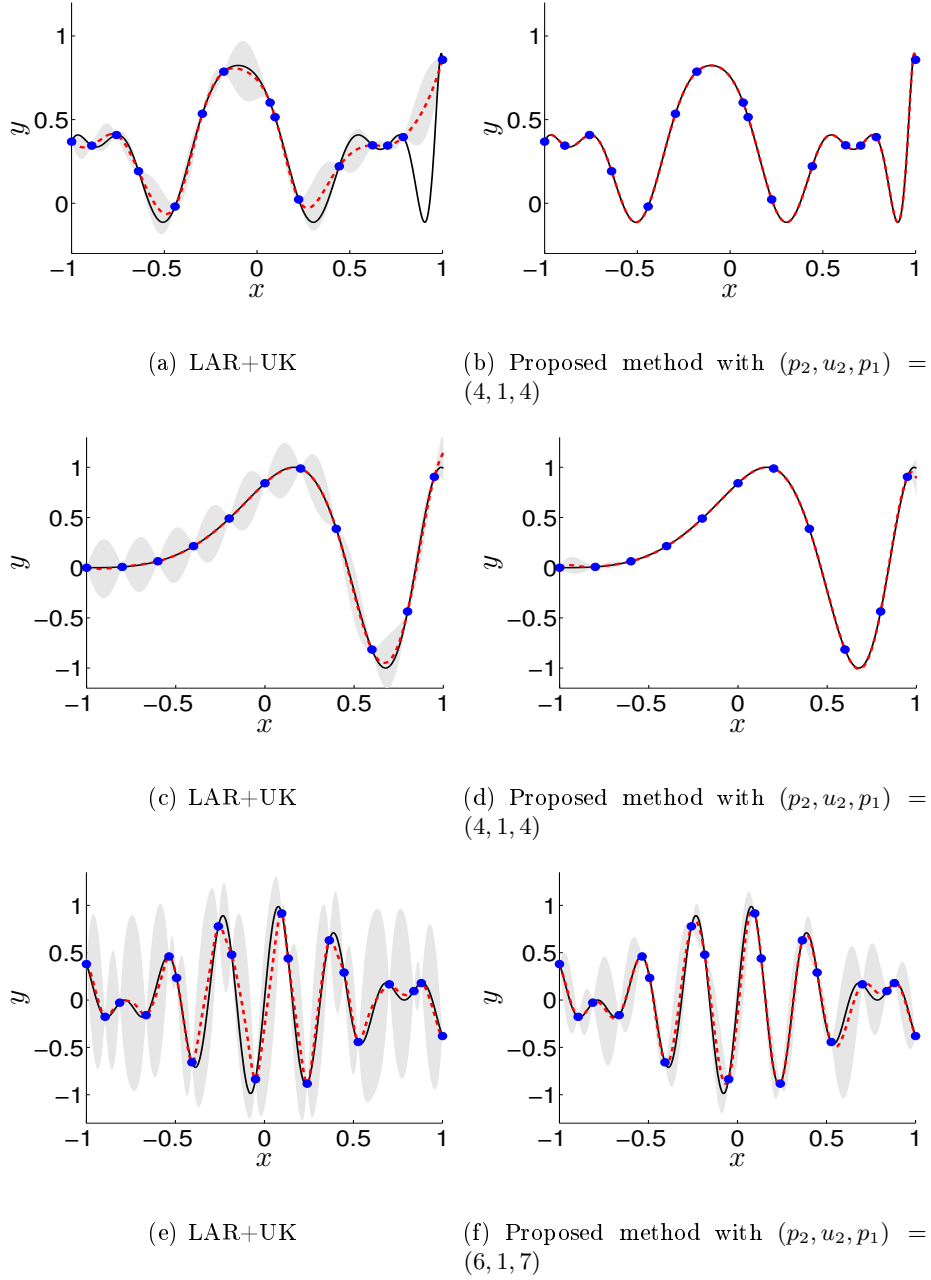 1
0.5
0
y
−1
−0.5
0
0.5
1
x
1
0.5
0
y
−1
−0.5
0
0.5
1
x
(a) LAR+UK
(b) Proposed method with (p₂, u₂, p₁) =
(4, 1, 4)
1
0.5
0
−0.5
−1
y
−1
−0.5
0
0.5
1
x
1
0.5
0
−0.5
−1
y
−1
−0.5
0
0.5
1
x
(c) LAR+UK
(d) Proposed method with (p₂, u₂, p₁) =
(4, 1, 4)
1
0.5
0
−0.5
−1
y
−1
−0.5
0
0.5
1
x
1
0.5
0
−0.5
−1
y
−1
−0.5
0
0.5
1
x
(e) LAR+UK
(f) Proposed method with (p₂, u₂, p₁) =
(6, 1, 7)